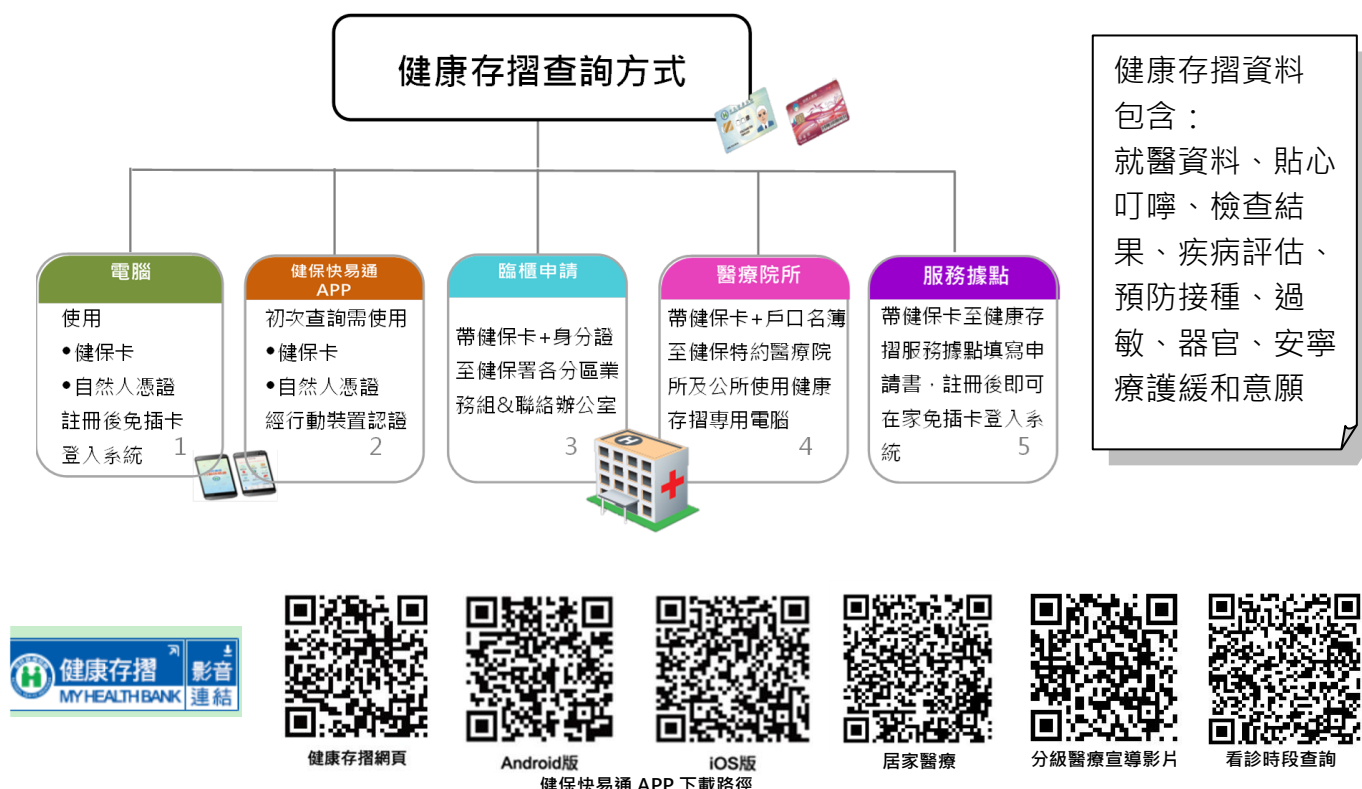 健康存摺查詢方式
健康存摺資料
包含：
就醫資料、貼心
叮嚀、檢查結
果、疾病評估、
預防接種、過
敏、器官、安寧
療護緩和意願
電腦
使用
•健保卡
•自然人憑證
註冊後免插卡
登入系統
1
健保快易通
APP
初次查詢需使用
•健保卡
•自然人憑證
經行動裝置認證
2
臨櫃申請
帶健保卡+身分證
至健保署各分區業
務組&聯絡辦公室
3
醫療院所
帶健保卡+戶口名簿
至健保特約醫療院
所及公所使用健康
存摺專用電腦
4
服務據點
帶健保卡至健康存
摺服務據點填寫申
請書，註冊後即可
在家免插卡登入系
統
5
健康存摺
MY HEALTH BANK
影音
連結
健康存摺網頁
Android版
iOS版
健保快易通 APP 下載路徑
居家醫療
分級醫療宣導影片
看診時段查詢